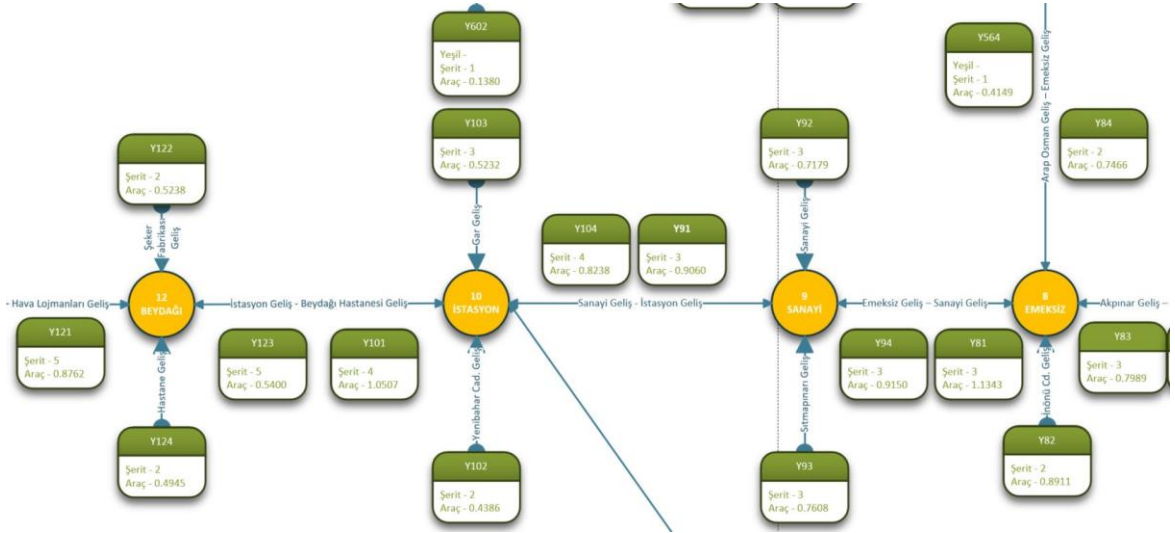 Y602
Yeşil -
Şerit - 1
Araç - 0.1380
Y564
Yeşil -
Şerit - 1
Araç - 0.4149
Arap Osman Geliş – Emeksiz Geliş
Y122
Şerit - 2
Araç - 0.5238
Y103
Şerit - 3
Araç - 0.5232
Y92
Şerit - 3
Araç - 0.7179
Y84
Şerit - 2
Araç - 0.7466
Şeker
Fabrikası
Geliş
Gar Geliş
Y104
Şerit - 4
Araç - 0.8238
Y91
Şerit - 3
Araç - 0.9060
Sanayi Geliş
- Hava Lojmanları Geliş
12
BEYDAĞI
İstasyon Geliş - Beydağı Hastanesi Geliş
10
İSTASYON
Sanayi Geliş - İstasyon Geliş
9
SANAYİ
Emeksiz Geliş – Sanayi Geliş
8
EMEKSİZ
Akpınar Geliş –
Y121
Şerit - 5
Araç - 0.8762
Hastane Geliş
Y123
Şerit - 5
Araç - 0.5400
Y101
Şerit - 4
Araç - 1.0507
Yenibahar Cad. Geliş
Sıtmapınarı Geliş
Y94
Şerit - 3
Araç - 0.9150
Y81
Şerit - 3
Araç - 1.1343
İnönü Cd. Geliş
Y83
Şerit - 3
Araç - 0.7989
Y124
Şerit - 2
Araç - 0.4945
Y102
Şerit - 2
Araç - 0.4386
Y93
Şerit - 3
Araç - 0.7608
Y82
Şerit - 2
Araç - 0.8911